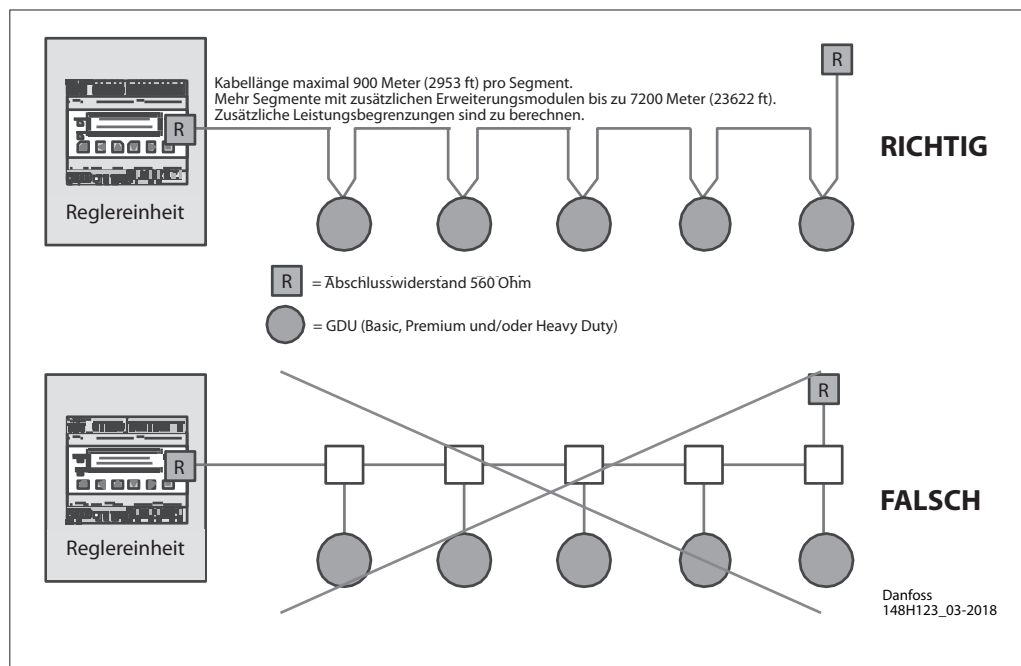 R
Kabellänge maximal 900 Meter (2953 ft) pro Segment.
Mehr Segmente mit zusätzlichen Erweiterungsmodulen bis zu 7200 Meter (23622 ft).
Zusätzliche Leistungsbegrenzungen sind zu berechnen.
R
RICHTIG
Reglereinheit
R = Abschlusswiderstand 560 Ohm
= GDU (Basic, Premium und/oder Heavy Duty)
R
R
FALSCH
Reglereinheit
Danfoss
148H123_03-2018